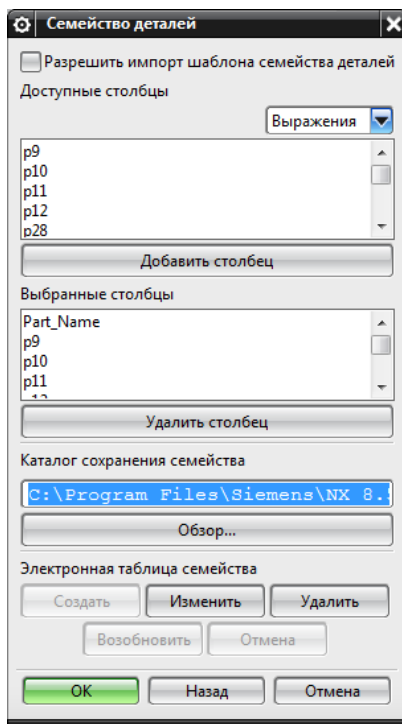 Семейство деталей
Разрешить импорт шаблона семейства деталей
Доступные столбцы
Выражения
p9
p10
p11
p12
p28
Добавить столбец
Выбранные столбцы
Part_Name
p9
p10
p11
Удалить столбец
Каталог сохранения семейства
C:\Program Files\Siemens\NX 8.
Обзор...
Электронная таблица семейства
Создать Изменить Удалить
Возобновить Отмена
OK Назад Отмена